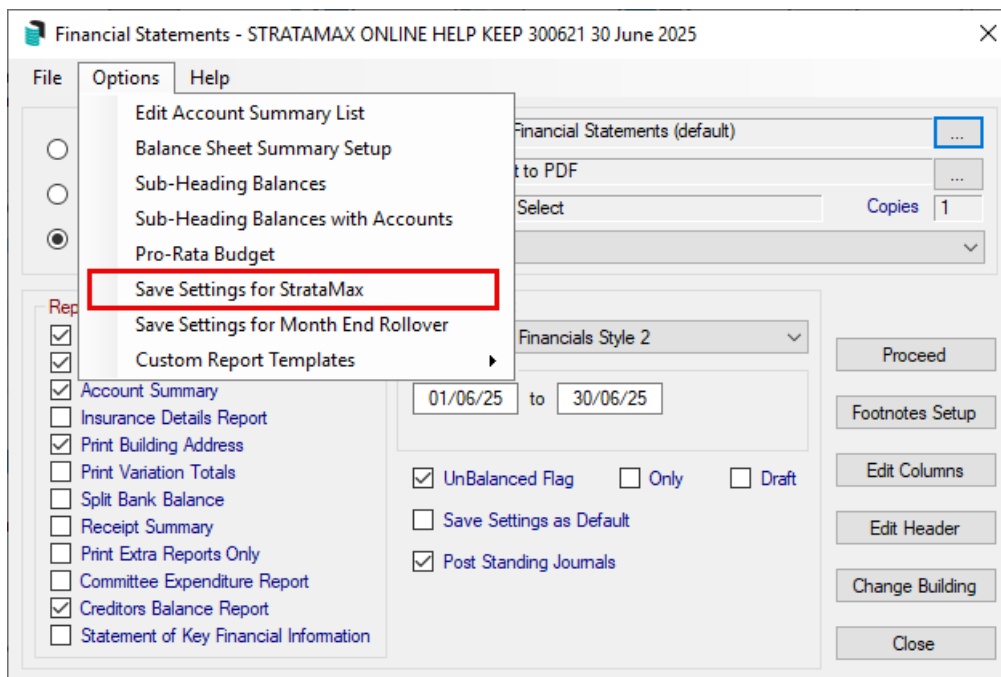 Financial Statements - STRATAMAX ONLINE HELP KEEP 300621 30 June 2025
File Options Help
Edit Account Summary List
Balance Sheet Summary Setup
Sub-Heading Balances
Sub-Heading Balances with Accounts
Pro-Rata Budget
Save Settings for StrataMax
Save Settings for Month End Rollover
Custom Report Templates
Financial Statements (default) ...
t to PDF ...
Select Copies 1
Rep
Financials Style 2
Account Summary
Insurance Details Report
Print Building Address
Print Variation Totals
Split Bank Balance
Receipt Summary
Print Extra Reports Only
Committee Expenditure Report
Creditors Balance Report
Statement of Key Financial Information
01/06/25 to 30/06/25
UnBalanced Flag Only Draft
Save Settings as Default
Post Standing Journals
Proceed
Footnotes Setup
Edit Columns
Edit Header
Change Building
Close